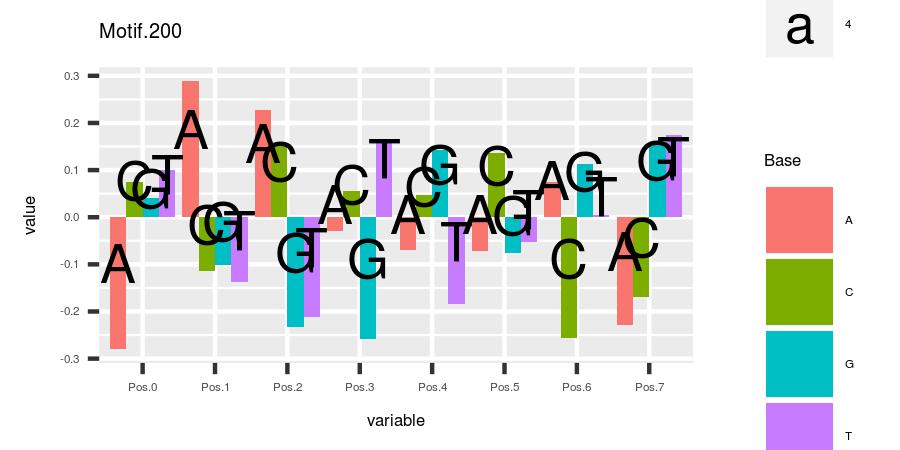 Motif.200
a 4
0.3
0.2
0.1
0.0
-0.1
-0.2
-0.3
value
A C G T A C G T A C G T A C G T A C G T A C G T A C G T A C G T
Pos.0 Pos.1 Pos.2 Pos.3 Pos.4 Pos.5 Pos.6 Pos.7
variable
Base
A
C
G
T